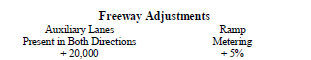 Freeway Adjustments
Auxiliary Lanes Ramp
Present in Both Directions Metering
+ 20,000 + 5%